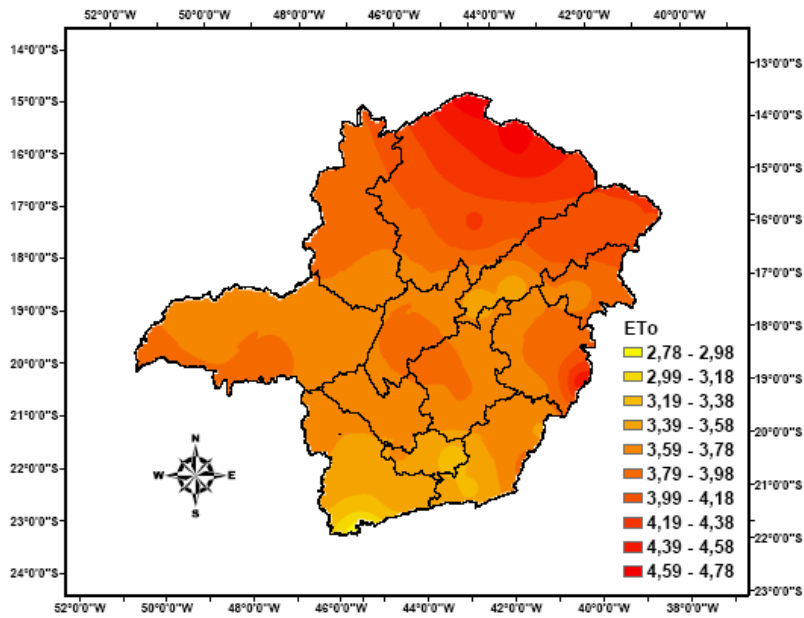 52°0'0"W 50°0'0"W 48°0'0"W 46°0'0"W 44°0'0"W 42°0'0"W 40°0'0"W
14°0'0"S
15°0'0"S
16°0'0"S
17°0'0"S
18°0'0"S
19°0'0"S
20°0'0"S
21°0'0"S
22°0'0"S
23°0'0"S
24°0'0"S
13°0'0"S
14°0'0"S
15°0'0"S
16°0'0"S
17°0'0"S
18°0'0"S
19°0'0"S
20°0'0"S
21°0'0"S
22°0'0"S
23°0'0"S
N
W E
S
ETo
2,78 - 2,98
2,99 - 3,18
3,19 - 3,38
3,39 - 3,58
3,59 - 3,78
3,79 - 3,98
3,99 - 4,18
4,19 - 4,38
4,39 - 4,58
4,59 - 4,78
52°0'0"W 50°0'0"W 48°0'0"W 46°0'0"W 44°0'0"W 42°0'0"W 40°0'0"W 38°0'0"W